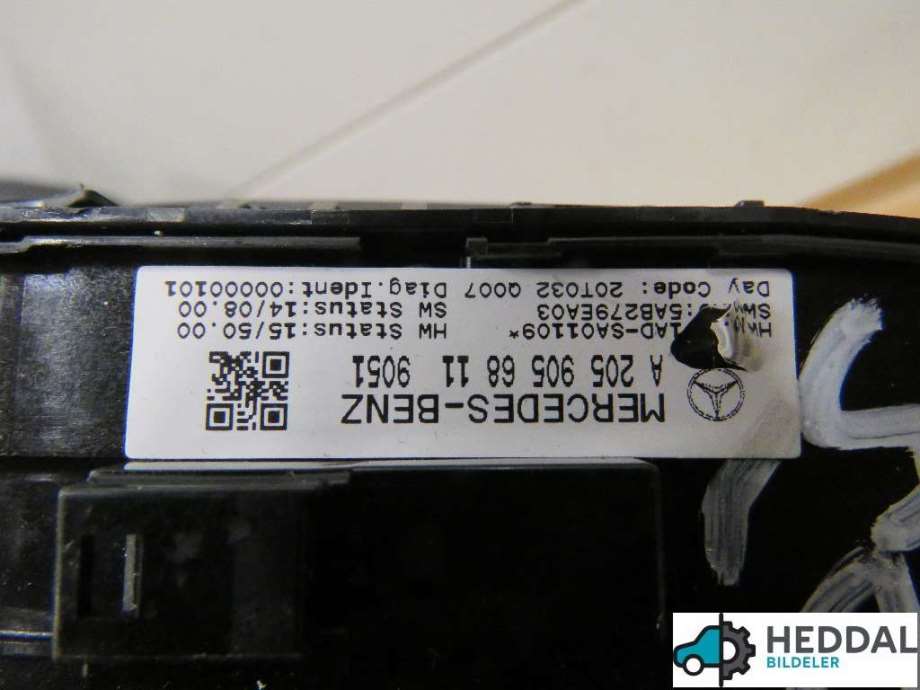 MERCEDES-BENZ
A 205 905 68 11 9051
1AD-SA01109* HW Status:15/50.00
5AB279EA03 SW Status:14/08.00
Day Code: 20T032 Q007 Diag.Ident:00000101
HEDDAL
BILDELER